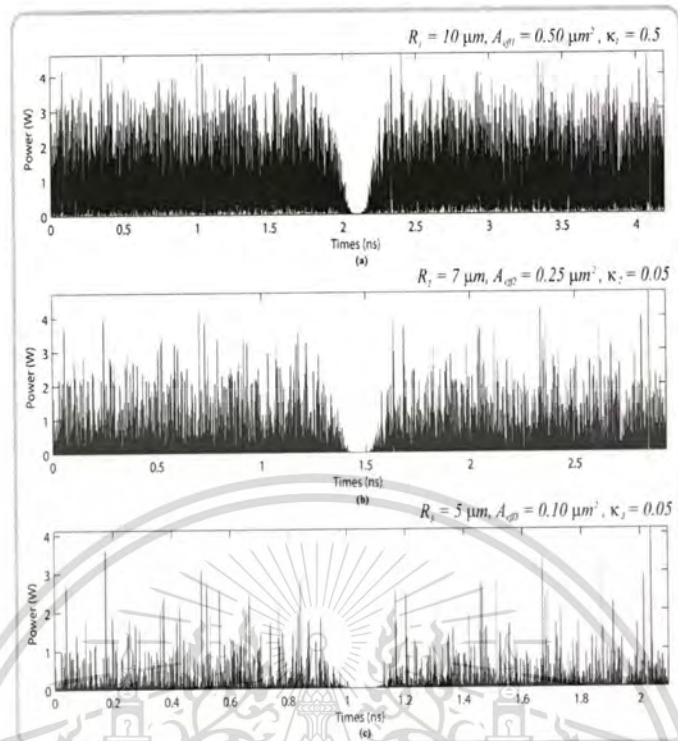 R₁ = 10 μm, A_eff1 = 0.50 μm², κ₁ = 0.5
4
3
2
1
0
Power (W)
0 0.5 1 1.5 2 2.5 3 3.5 4
Times (ns)
(a)
R₂ = 7 μm, A_eff2 = 0.25 μm², κ₂ = 0.05
4
3
2
1
0
Power (W)
0 0.5 1 1.5 2 2.5
Times (ns)
(b)
R₃ = 5 μm, A_eff3 = 0.10 μm², κ₃ = 0.05
4
3
2
1
0
Power (W)
0 0.2 0.4 0.6 0.8 1 1.2 1.4 1.6 1.8 2
Times (ns)
(c)